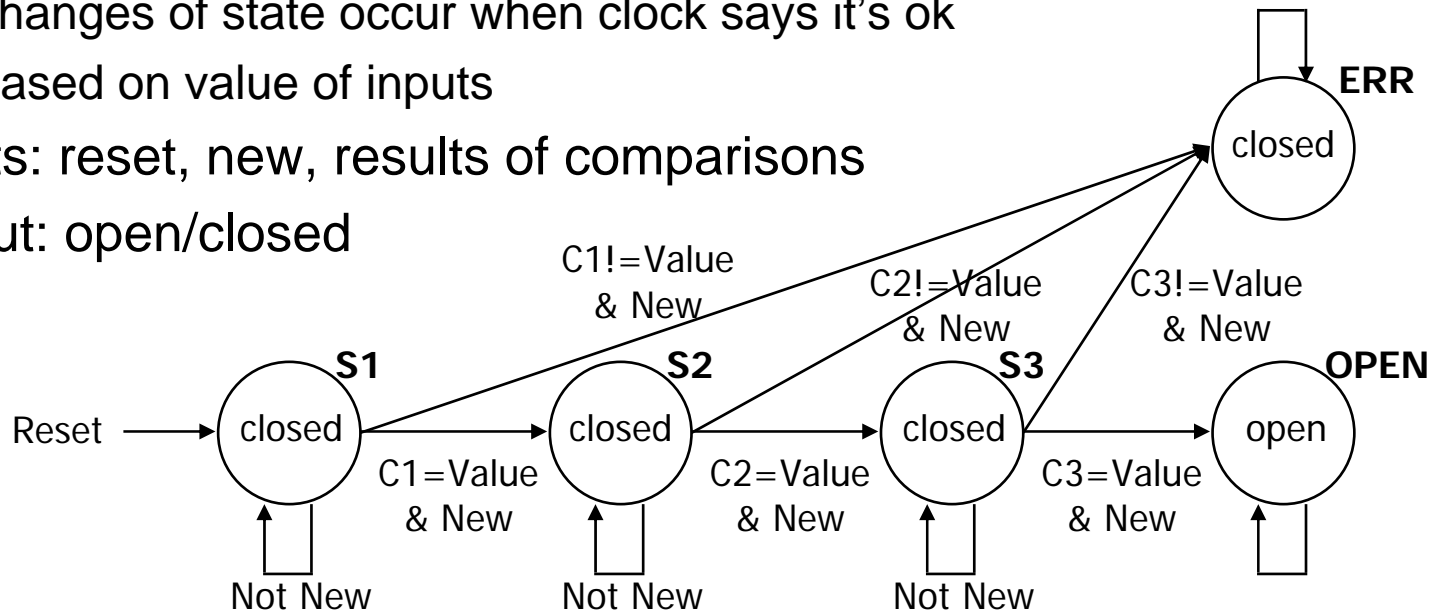 hanges of state occur when clock says it's ok
ased on value of inputs
ts: reset, new, results of comparisons
ut: open/closed
ERR
closed
C1!=Value
& New
C2!=Value
& New
C3!=Value
& New
S1
S2
S3
OPEN
Reset
closed
closed
closed
open
C1=Value
& New
C2=Value
& New
C3=Value
& New
Not New
Not New
Not New